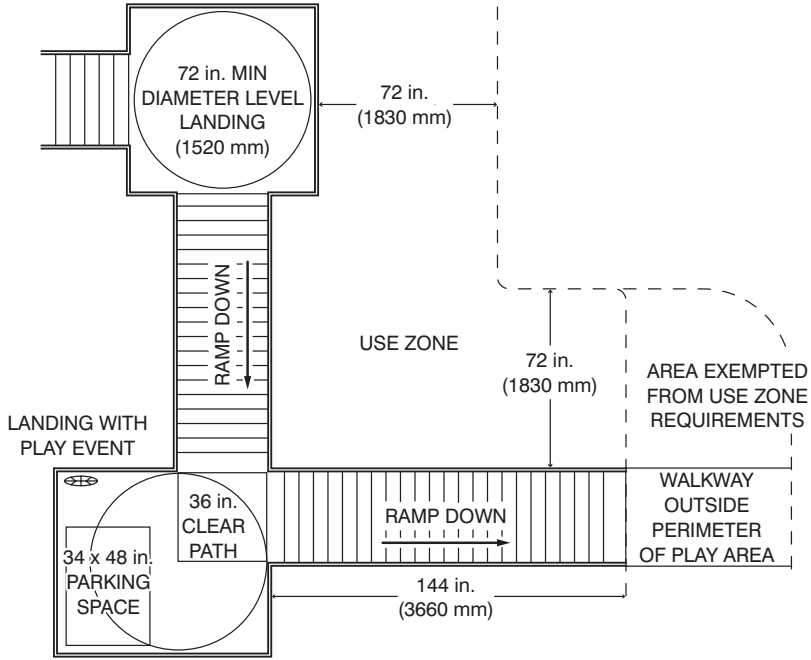 72 in. MIN
DIAMETER LEVEL
LANDING
(1520 mm)
72 in.
(1830 mm)
RAMP DOWN
USE ZONE
72 in.
(1830 mm)
AREA EXEMPTED
FROM USE ZONE
REQUIREMENTS
LANDING WITH
PLAY EVENT
36 in.
CLEAR
PATH
RAMP DOWN
WALKWAY
OUTSIDE
PERIMETER
OF PLAY AREA
34 x 48 in.
PARKING
SPACE
144 in.
(3660 mm)